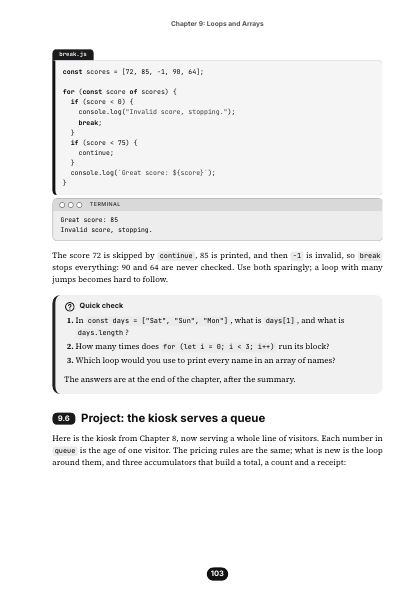 Chapter 9: Loops and Arrays
break.js
const scores = [72, 85, -1, 90, 64];
for (const score of scores) {
if (score < 0) {
console.log("Invalid score, stopping.");
break;
}
if (score < 75) {
continue;
}
console.log(`Great score: ${score}`);
}
TERMINAL
Great score: 85
Invalid score, stopping.
The score 72 is skipped by continue, 85 is printed, and then -1 is invalid, so break
stops everything: 90 and 64 are never checked. Use both sparingly; a loop with many
jumps becomes hard to follow.
? Quick check
1. In const days = ["Sat", "Sun", "Mon"], what is days[1], and what is
days.length?
2. How many times does for (let i = 0; i < 3; i++) run its block?
3. Which loop would you use to print every name in an array of names?
The answers are at the end of the chapter, after the summary.
9.6 Project: the kiosk serves a queue
Here is the kiosk from Chapter 8, now serving a whole line of visitors. Each number in
queue is the age of one visitor. The pricing rules are the same; what is new is the loop
around them, and three accumulators that build a total, a count and a receipt:
103